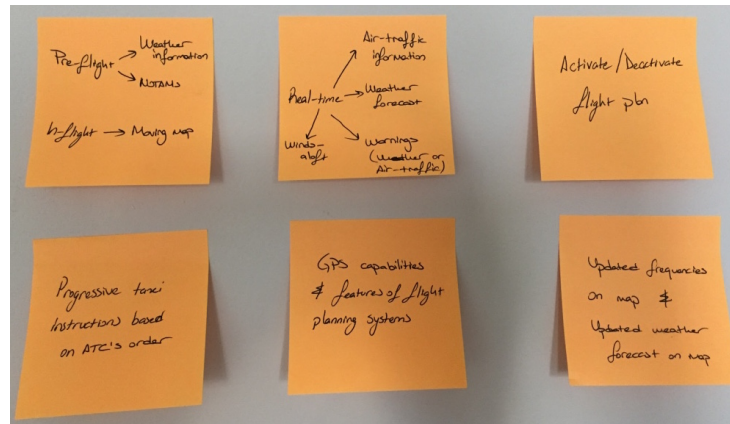 Pre-flight → Weather information
→ NOTAMs
In-flight → Moving map
Air-traffic
information
Real-time → Weather
forecast
Winds-
aloft
Warnings
(Weather or
Air-traffic)
Activate/Deactivate
flight plan
Progressive taxi
instructions based
on ATC's order
GPS capabilities
& features of flight
planning systems
Updated frequencies
on map &
Updated weather
forecast on map